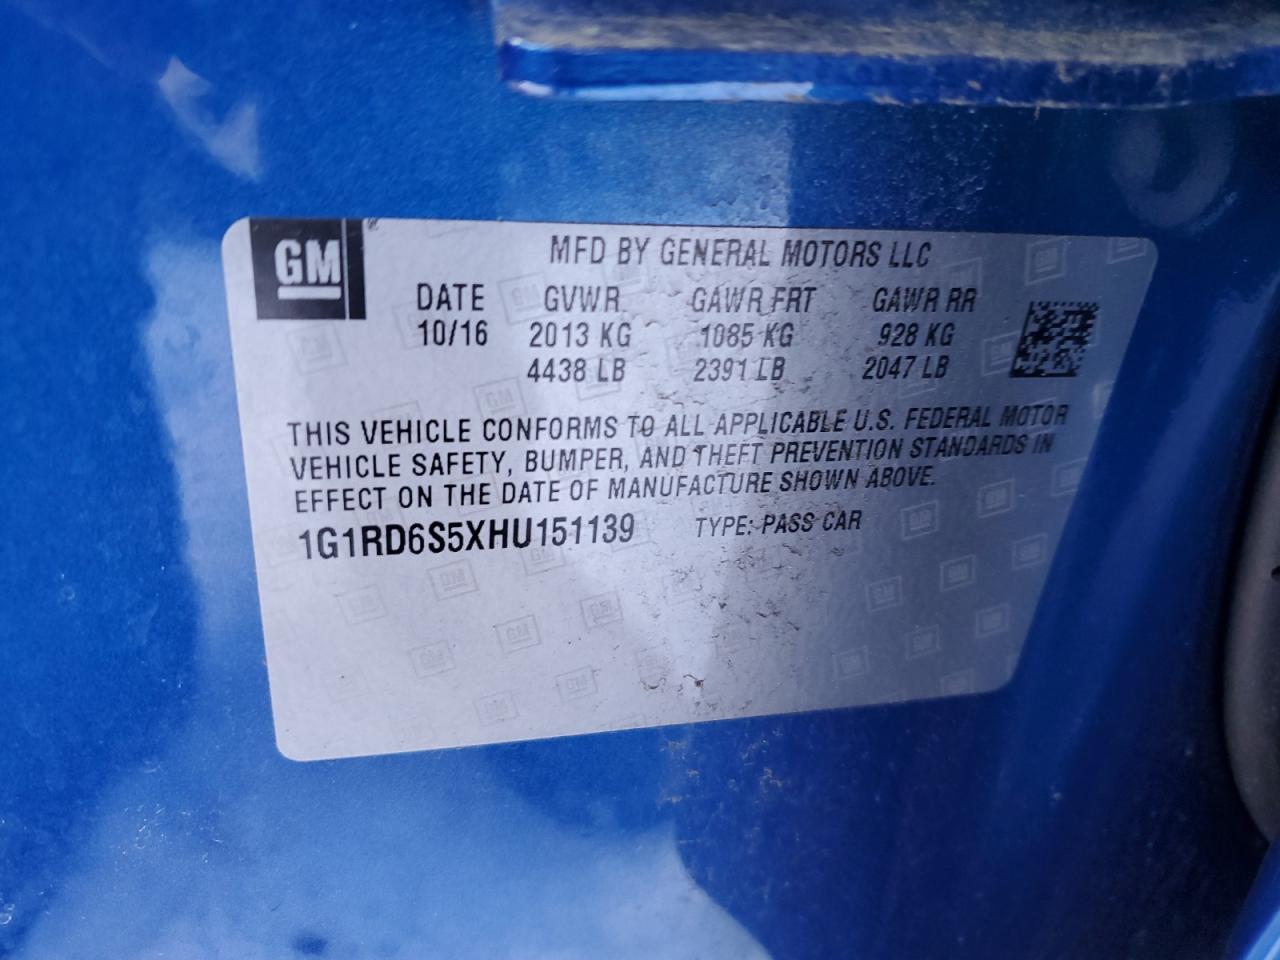 GM
MFD BY GENERAL MOTORS LLC
DATE GVWR GAWR FRT GAWR RR
10/16 2013 KG 1085 KG 928 KG
4438 LB 2391 LB 2047 LB
THIS VEHICLE CONFORMS TO ALL APPLICABLE U.S. FEDERAL MOTOR
VEHICLE SAFETY, BUMPER, AND THEFT PREVENTION STANDARDS IN
EFFECT ON THE DATE OF MANUFACTURE SHOWN ABOVE.
1G1RD6S5XHU151139 TYPE: PASS CAR